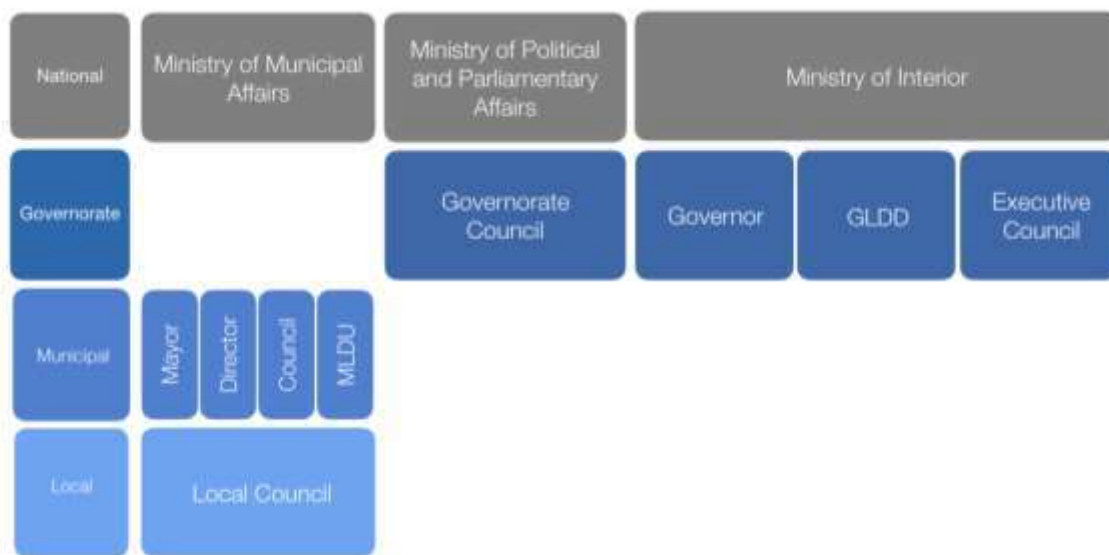 National
Ministry of Municipal
Affairs
Ministry of Political
and Parliamentary
Affairs
Ministry of Interior
Governorate
Governorate
Council
Governor
GLDD
Executive
Council
Municipal
Mayor
Director
Council
MLDU
Local
Local Council